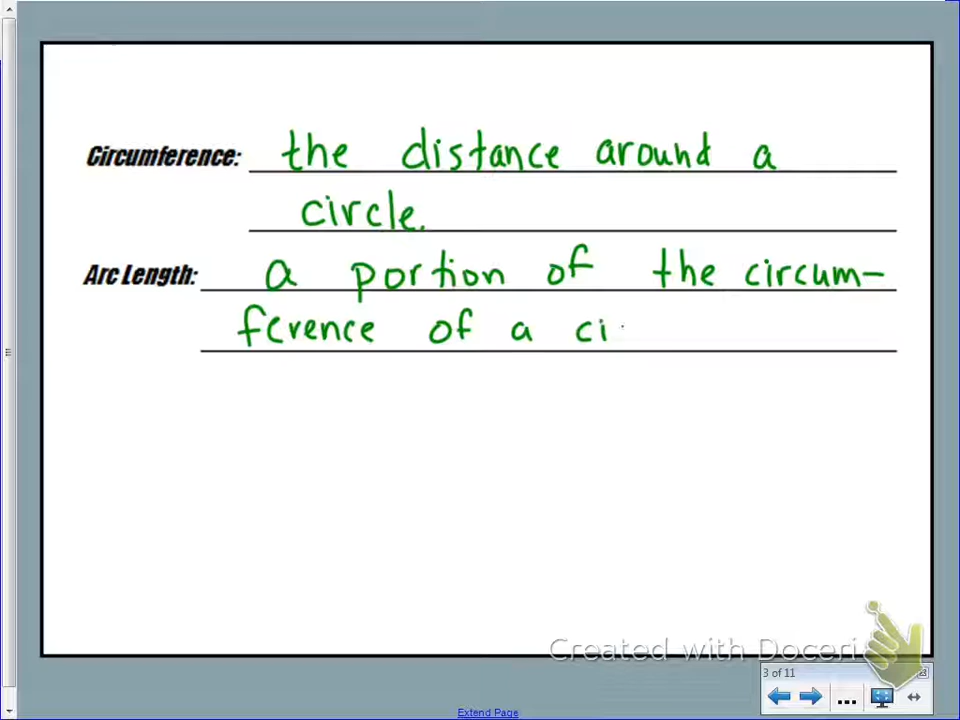 Circumference: the distance around a
circle.
Arc Length: a portion of the circum-
ference of a ci
Created with Doceri
3 of 11
...
Extend Page